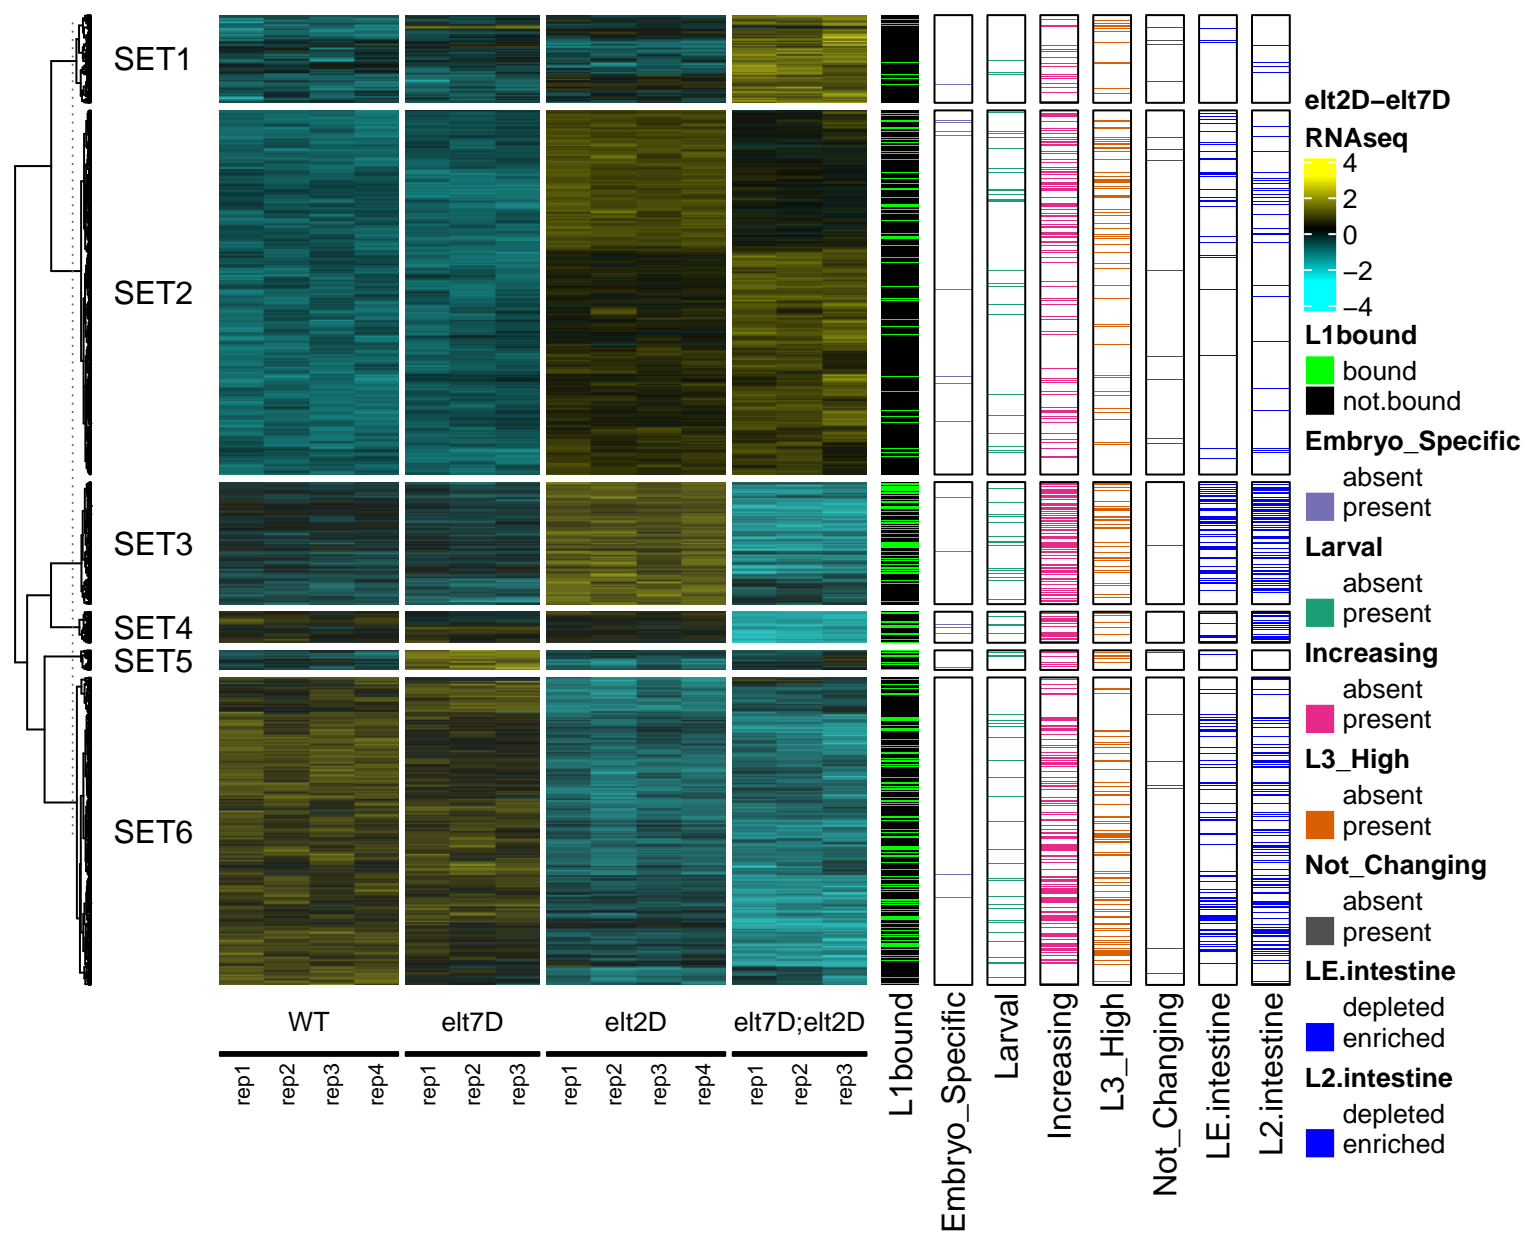 SET1
SET2
SET3
SET4
SET5
SET6
WT
elt7D
elt2D
elt7D;elt2D
rep1
rep2
rep3
rep4
rep1
rep2
rep3
rep1
rep2
rep3
rep4
rep1
rep2
rep3
L1bound
Embryo_Specific
Larval
Increasing
L3_High
Not_Changing
LE.intestine
L2.intestine
elt2D−elt7D
RNAseq
4
2
0
−2
−4
L1bound
bound
not.bound
Embryo_Specific
absent
present
Larval
absent
present
Increasing
absent
present
L3_High
absent
present
Not_Changing
absent
present
LE.intestine
depleted
enriched
L2.intestine
depleted
enriched